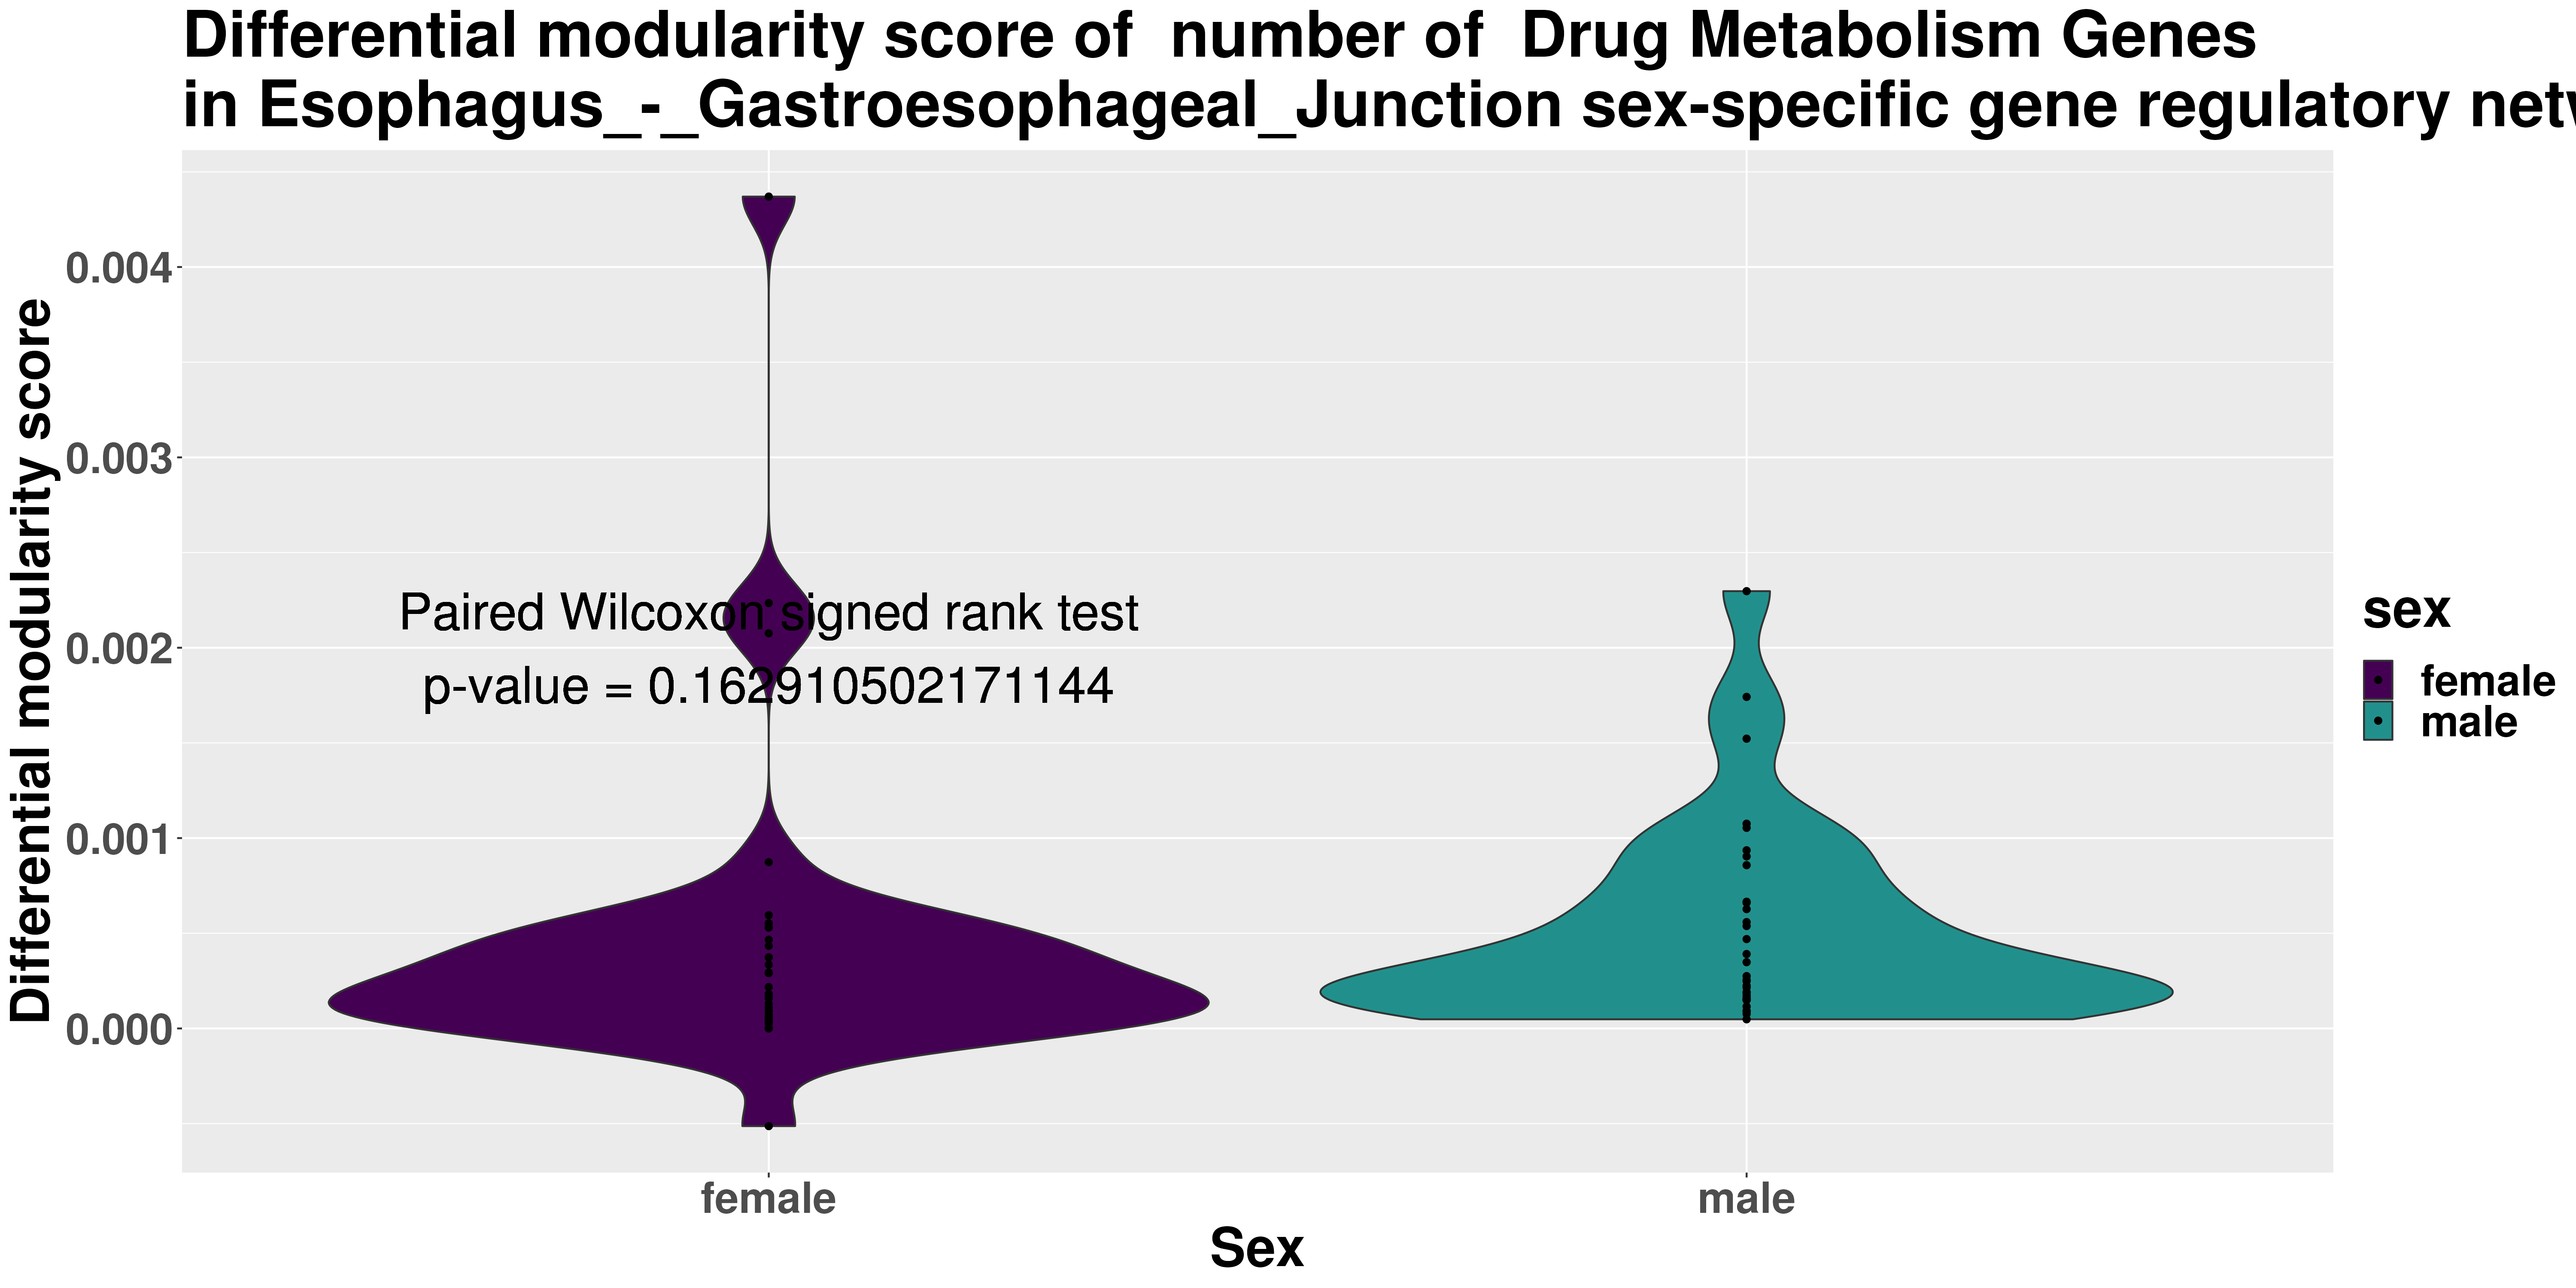 Differential modularity score of  number of  Drug Metabolism Genes
in Esophagus_-_Gastroesophageal_Junction sex-specific gene regulatory
Differential modularity score
0.004
0.003
0.002
0.001
0.000
Paired Wilcoxon signed rank test
p-value = 0.162910502171144
female
male
Sex
sex
female
male